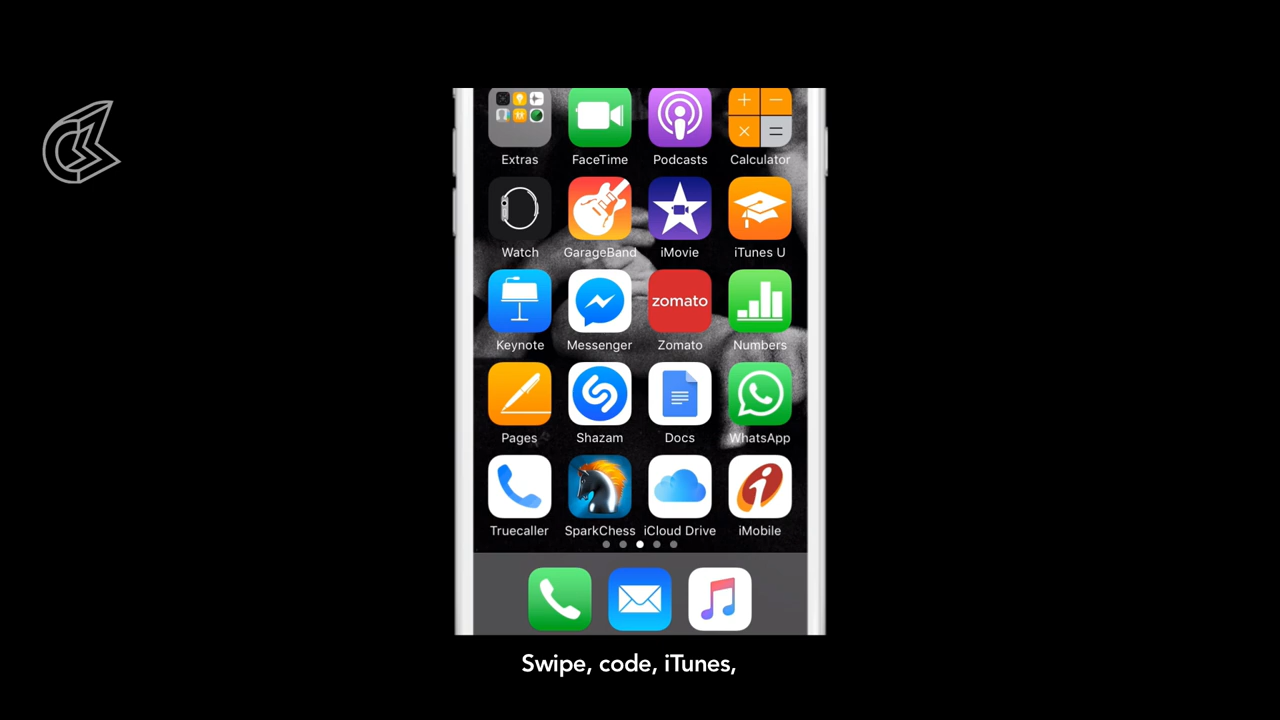 Extras FaceTime Podcasts Calculator
Watch GarageBand iMovie iTunes U
zomato
Keynote Messenger Zomato Numbers
Pages Shazam Docs WhatsApp
Truecaller SparkChess iCloud Drive iMobile
Swipe, code, iTunes,